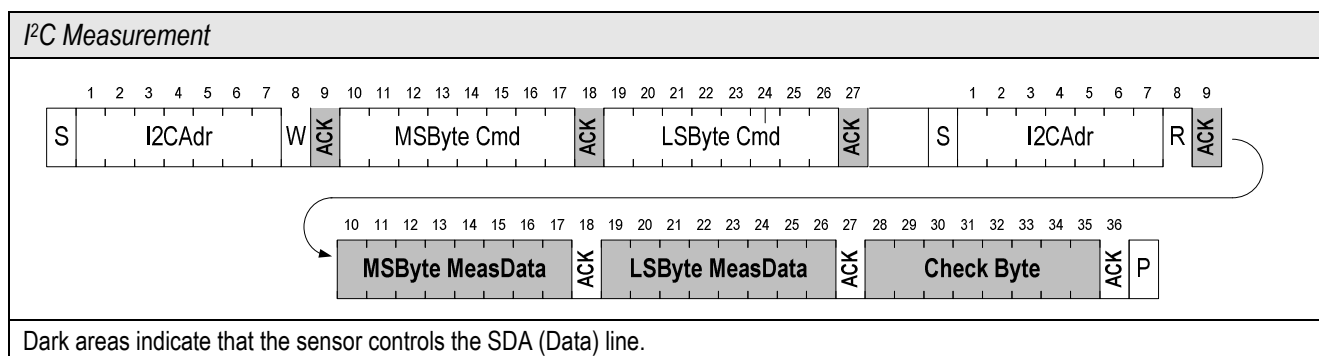 I²C Measurement
1 2 3 4 5 6 7 8 9 10 11 12 13 14 15 16 17 18 19 20 21 22 23 24 25 26 27 1 2 3 4 5 6 7 8 9
S I2CAdr W ACK MSByte Cmd ACK LSByte Cmd ACK S I2CAdr R ACK
10 11 12 13 14 15 16 17 18 19 20 21 22 23 24 25 26 27 28 29 30 31 32 33 34 35 36
MSByte MeasData ACK LSByte MeasData ACK Check Byte ACK P
Dark areas indicate that the sensor controls the SDA (Data) line.